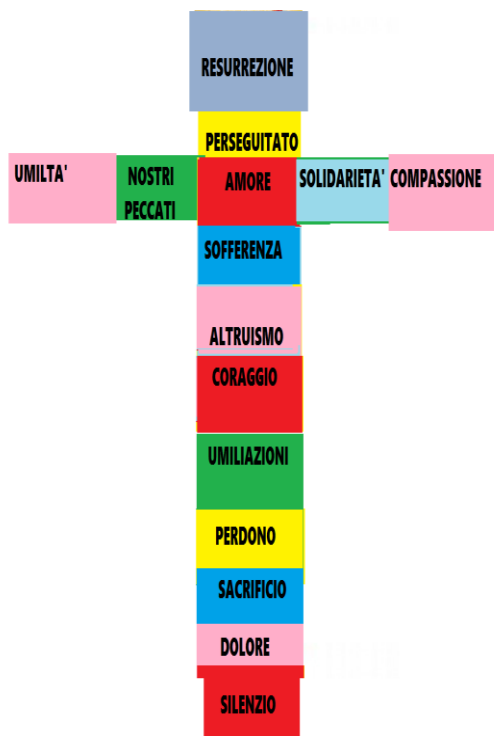 RESURREZIONE
PERSEGUITATO
UMILTA'
NOSTRI
PECCATI
AMORE
SOLIDARIETA'
COMPASSIONE
SOFFERENZA
ALTRUISMO
CORAGGIO
UMILIAZIONI
PERDONO
SACRIFICIO
DOLORE
SILENZIO